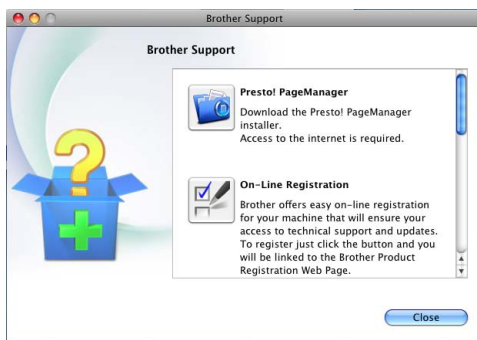 Brother Support
Brother Support
Presto! PageManager
Download the Presto! PageManager
installer.
Access to the internet is required.
On-Line Registration
Brother offers easy on-line registration
for your machine that will ensure your
access to technical support and updates.
To register just click the button and you
will be linked to the Brother Product
Registration Web Page.
Close